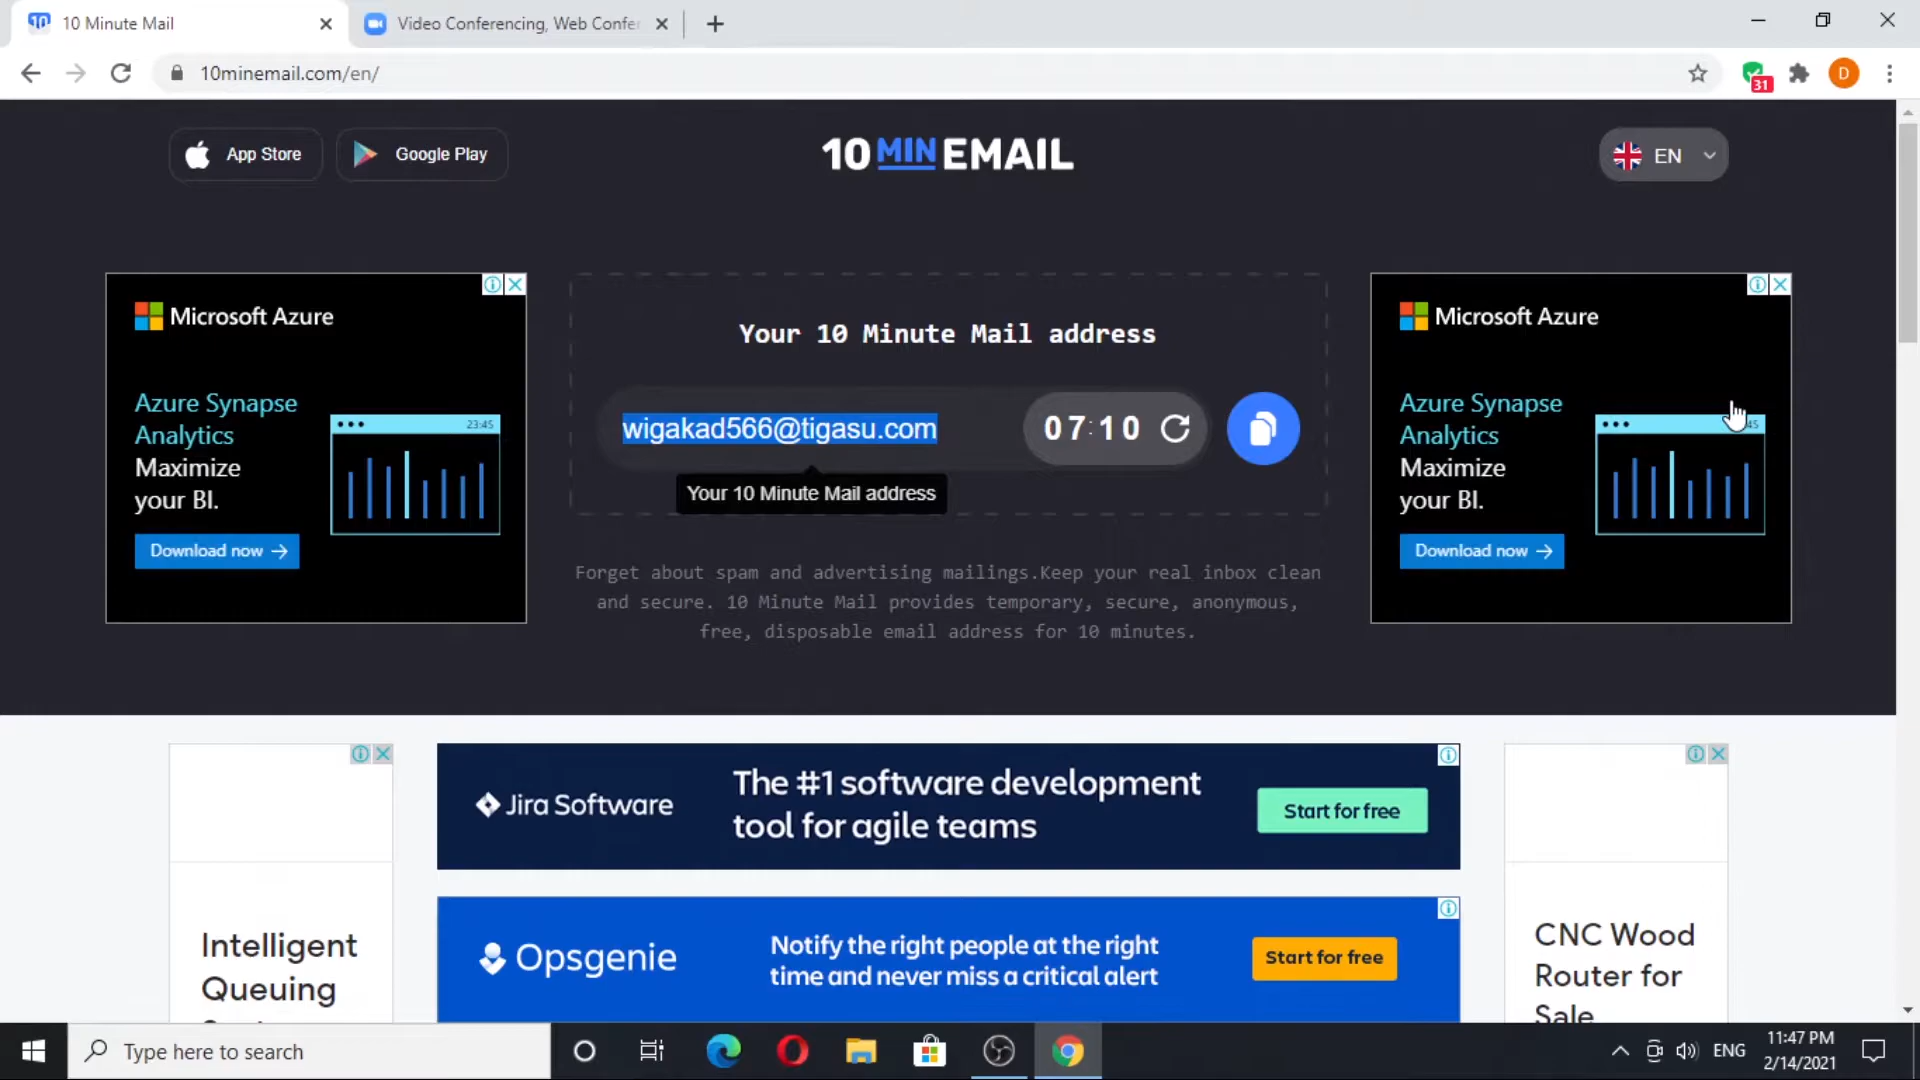 10 Minute Mail
Video Conferencing, Web Confer
10minemail.com/en/
31
D
App Store
Google Play
10 MIN EMAIL
EN
Microsoft Azure
Azure Synapse
Analytics
Maximize
your BI.
23:45
Download now
Your 10 Minute Mail address
wigakad566@tigasu.com
07:10
Your 10 Minute Mail address
Forget about spam and advertising mailings.Keep your real inbox clean
and secure. 10 Minute Mail provides temporary, secure, anonymous,
free, disposable email address for 10 minutes.
Microsoft Azure
Azure Synapse
Analytics
Maximize
your BI.
45
Download now
Intelligent
Queuing
Jira Software
The #1 software development
tool for agile teams
Start for free
Opsgenie
Notify the right people at the right
time and never miss a critical alert
Start for free
CNC Wood
Router for
Sale
Type here to search
ENG
11:47 PM
2/14/2021